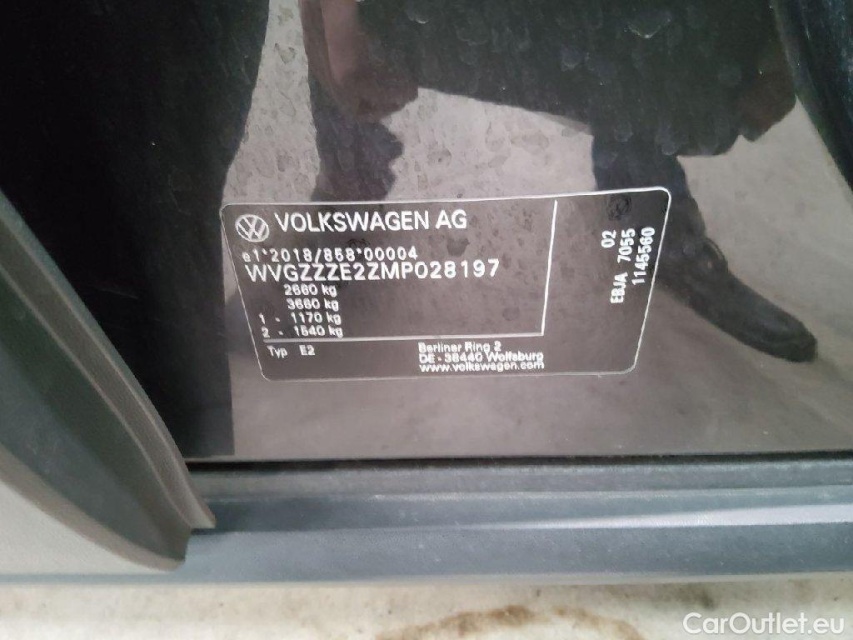 VOLKSWAGEN AG
e1*2018/858*00004
WVGZZZE2ZMP028197
2660 kg
3660 kg
1 - 1170 kg
2 - 1540 kg
Typ E2
Berliner Ring 2
DE - 38440 Wolfsburg
www.volkswagen.com
02
EBJA 7055
1145560
CarOutlet.eu